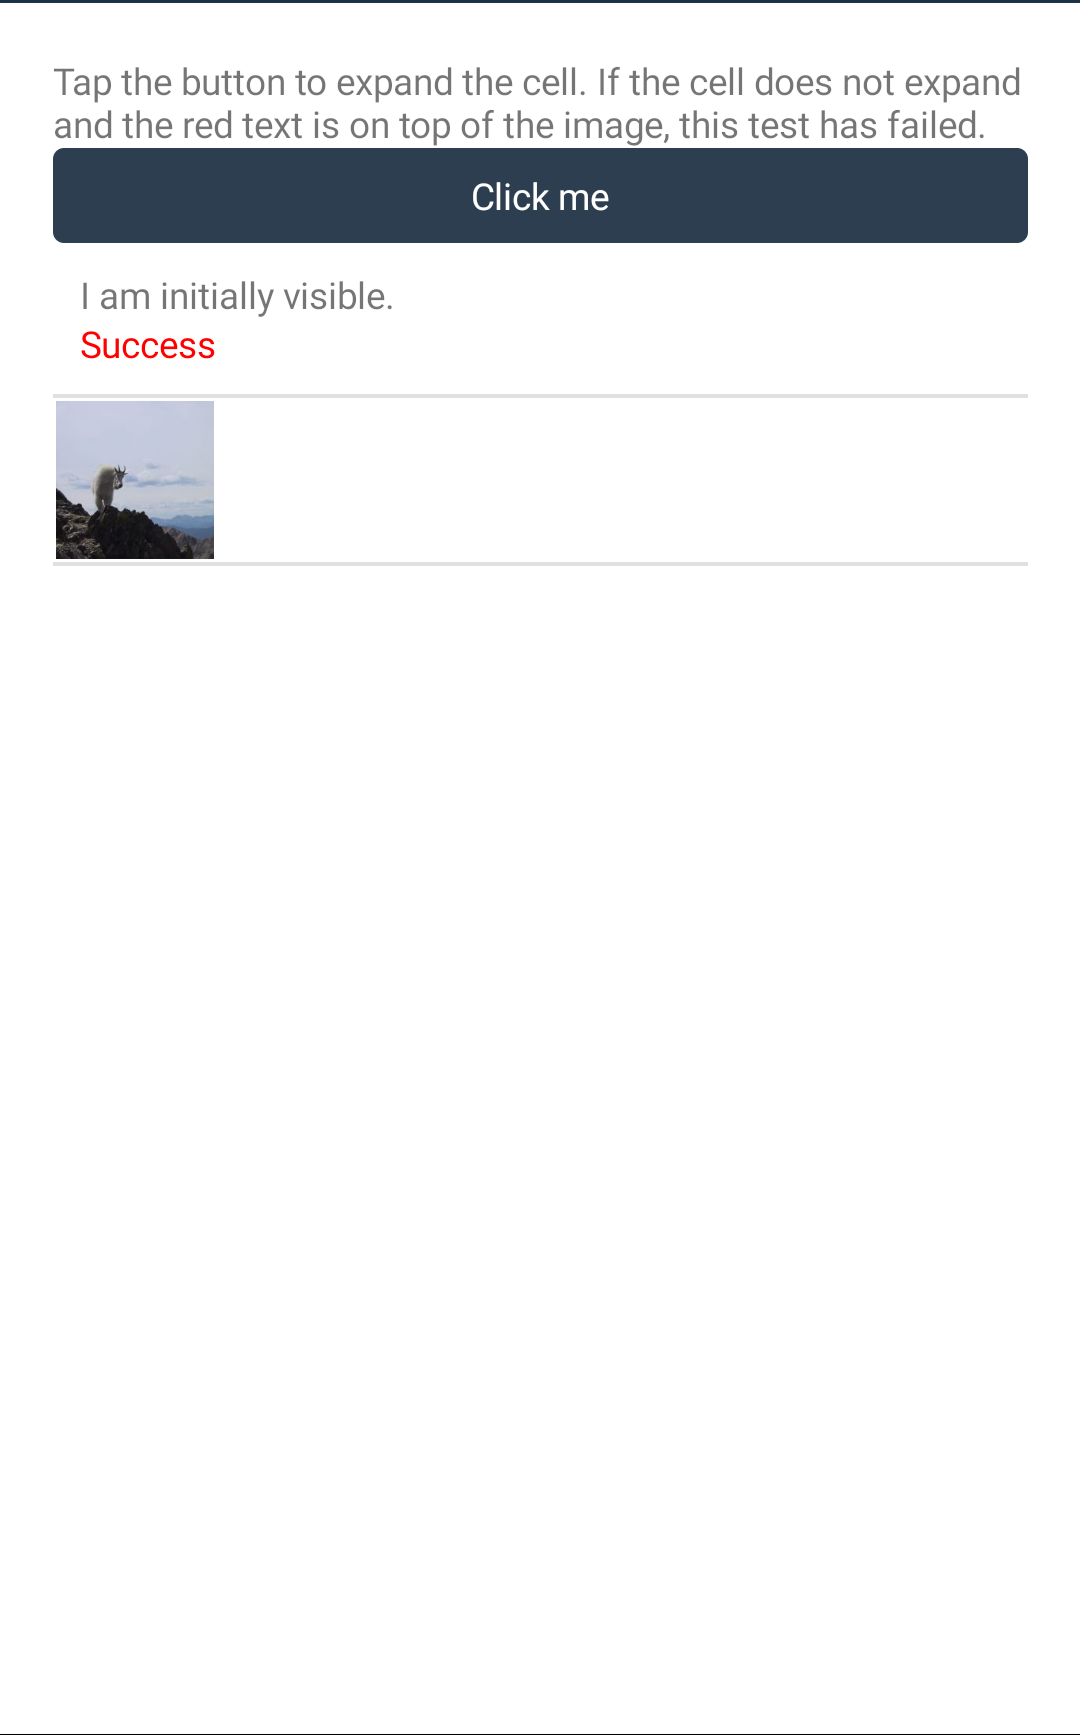 Tap the button to expand the cell. If the cell does not expand
and the red text is on top of the image, this test has failed.
Click me
I am initially visible.
Success